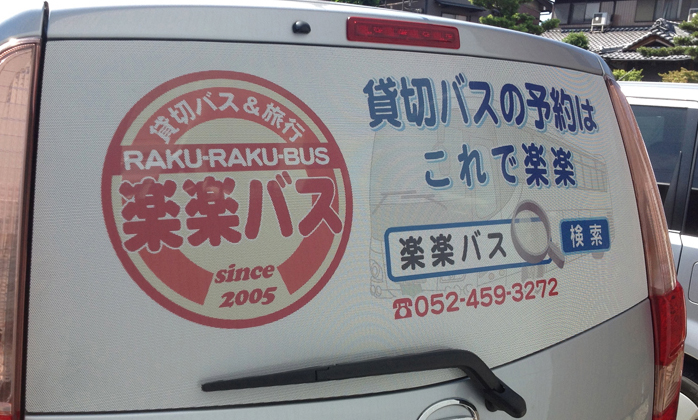 貸切バス&旅行
RAKU-RAKU-BUS
楽楽バス
since
2005
貸切バスの予約は
これで楽楽
楽楽バス 検索
☎052-459-3272